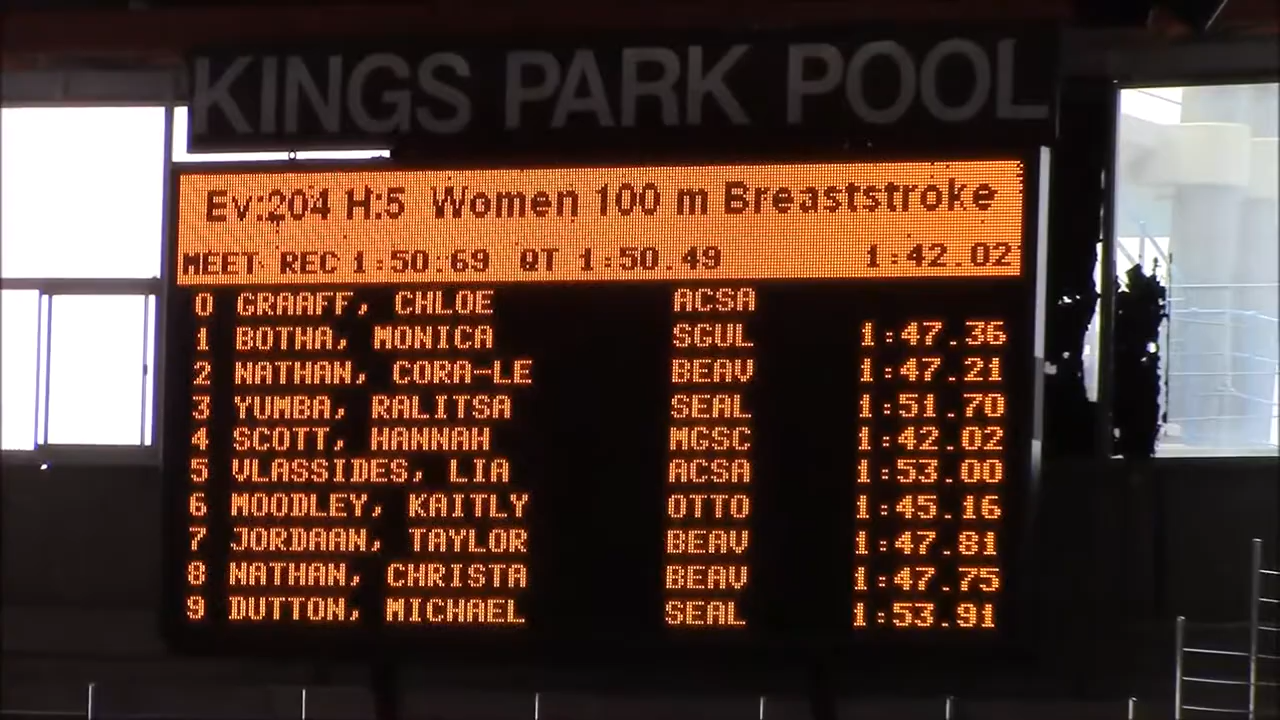 KINGS PARK POOL
Ev:204 H:5 Women 100 m Breaststroke
MEET REC 1:50:69 QT 1:50.49 1:42.02
0 GRAAFF, CHLOE ACSA
1 BOTHA, MONICA SGUL 1:47.36
2 NATHAN, CORA-LE BEAV 1:47.21
3 YUMBA, RALITSA SEAL 1:51.70
4 SCOTT, HANNAH MGSC 1:42.02
5 VLASSIDES, LIA ACSA 1:53.00
6 MOODLEY, KAITLY OTTO 1:45.16
7 JORDAAN, TAYLOR BEAV 1:47.81
8 NATHAN, CHRISTA BEAV 1:47.75
9 DUTTON, MICHAEL SEAL 1:53.91